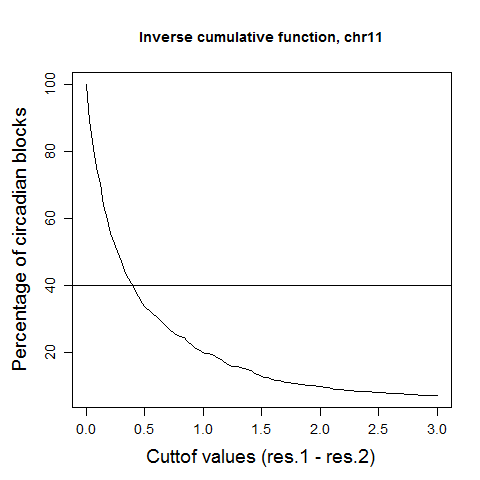 Inverse cumulative function, chr11
Percentage of circadian blocks
100
80
60
40
20
0.0 0.5 1.0 1.5 2.0 2.5 3.0
Cuttof values (res.1 - res.2)